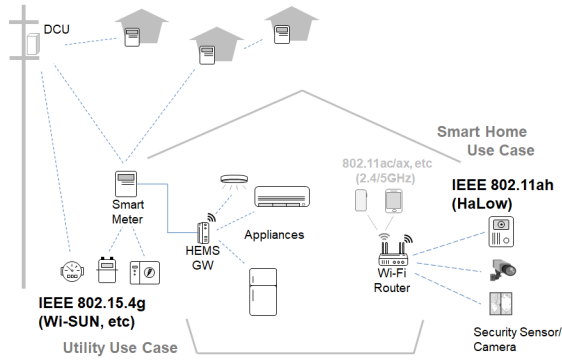 DCU
Smart Home
Use Case
802.11ac/ax, etc
(2.4/5GHz)
IEEE 802.11ah
(HaLow)
Smart
Meter
HEMS
GW
Appliances
Wi-Fi
Router
IEEE 802.15.4g
(Wi-SUN, etc)
Utility Use Case
Security Sensor/
Camera